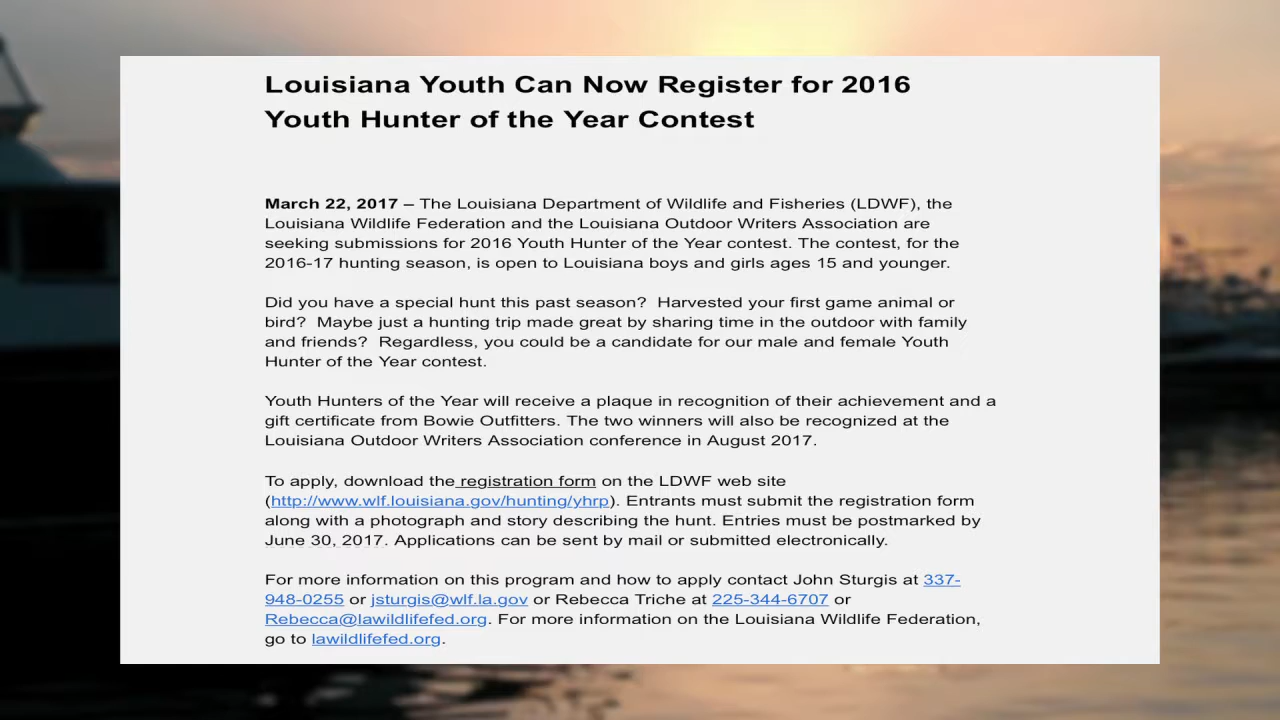 Louisiana Youth Can Now Register for 2016
Youth Hunter of the Year Contest
March 22, 2017 – The Louisiana Department of Wildlife and Fisheries (LDWF), the
Louisiana Wildlife Federation and the Louisiana Outdoor Writers Association are
seeking submissions for 2016 Youth Hunter of the Year contest. The contest, for the
2016-17 hunting season, is open to Louisiana boys and girls ages 15 and younger.
Did you have a special hunt this past season?  Harvested your first game animal or
bird?  Maybe just a hunting trip made great by sharing time in the outdoor with family
and friends?  Regardless, you could be a candidate for our male and female Youth
Hunter of the Year contest.
Youth Hunters of the Year will receive a plaque in recognition of their achievement and a
gift certificate from Bowie Outfitters. The two winners will also be recognized at the
Louisiana Outdoor Writers Association conference in August 2017.
To apply, download the registration form on the LDWF web site
(http://www.wlf.louisiana.gov/hunting/yhrp). Entrants must submit the registration form
along with a photograph and story describing the hunt. Entries must be postmarked by
June 30, 2017. Applications can be sent by mail or submitted electronically.
For more information on this program and how to apply contact John Sturgis at 337-
948-0255 or jsturgis@wlf.la.gov or Rebecca Triche at 225-344-6707 or
Rebecca@lawildlifefed.org. For more information on the Louisiana Wildlife Federation,
go to lawildlifefed.org.